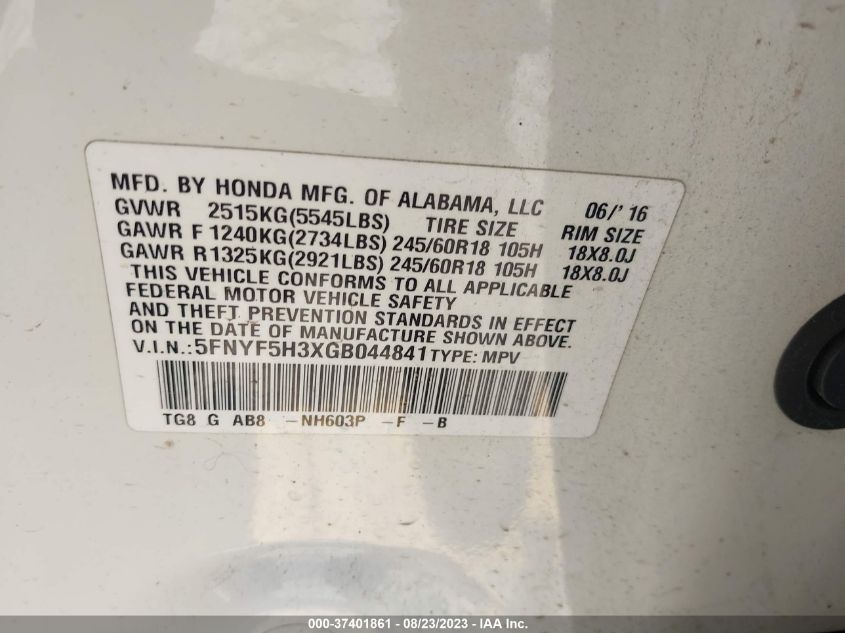 MFD. BY HONDA MFG. OF ALABAMA, LLC 06/'16
GVWR 2515KG(5545LBS) TIRE SIZE RIM SIZE
GAWR F 1240KG(2734LBS) 245/60R18 105H 18X8.0J
GAWR R 1325KG(2921LBS) 245/60R18 105H 18X8.0J
THIS VEHICLE CONFORMS TO ALL APPLICABLE
FEDERAL MOTOR VEHICLE SAFETY
AND THEFT PREVENTION STANDARDS IN EFFECT
ON THE DATE OF MANUFACTURE SHOWN ABOVE.
V.I.N.:5FNYF5H3XGB044841 TYPE: MPV
TG8 G AB8 -NH603P -F -B
000-37401861 / 08/23/2023 - IAA Inc.